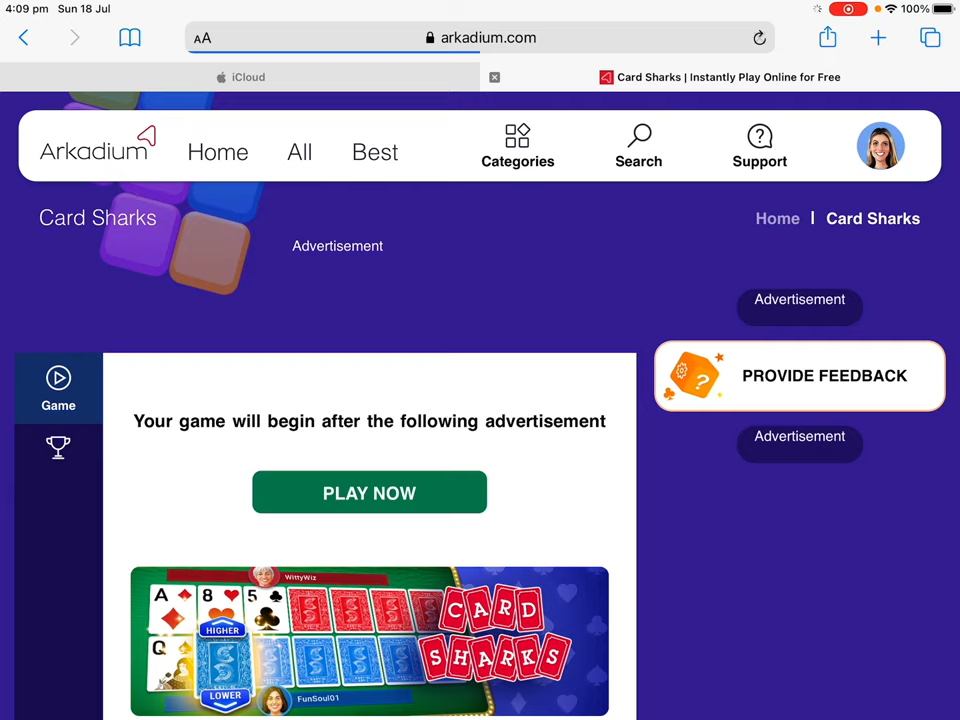 4:09 pm Sun 18 Jul
100%
AA
arkadium.com
iCloud
Card Sharks | Instantly Play Online for Free
Arkadium
Home
All
Best
Categories
Search
Support
Card Sharks
Home | Card Sharks
Advertisement
Advertisement
Game
PROVIDE FEEDBACK
Your game will begin after the following advertisement
Advertisement
PLAY NOW
WittyWiz
A 8 5
CARD
HIGHER
Q
SHARKS
LOWER
FunSoul01